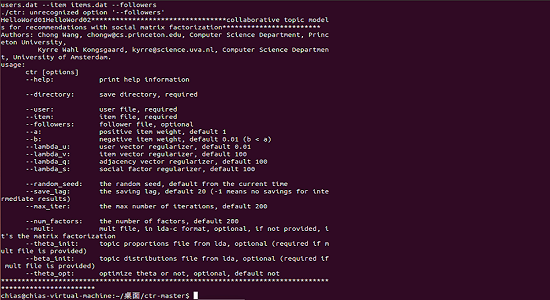 users.dat --item items.dat --followers
./ctr: unrecognized option '--followers'
HelloWord01HelloWord02**********************************collaborative topic model
s for recommendations with social matrix factorization************************
Authors: Chong Wang, chongw@cs.princeton.edu, Computer Science Department, Princ
eton University,
Kyrre Wahl Kongsgaard, kyrre@science.uva.nl, Computer Science Departmen
t, University of Amsterdam.
usage:
ctr [options]
--help: print help information
--directory: save directory, required
--user: user file, required
--item: item file, required
--followers: follower file, optional
--a: positive item weight, default 1
--b: negative item weight, default 0.01 (b < a)
--lambda_u: user vector regularizer, default 0.01
--lambda_v: item vector regularizer, default 100
--lambda_q: adjacency vector regularizer, default 100
--lambda_s: social factor regularizer, default 100
--random_seed: the random seed, default from the current time
--save_lag: the saving lag, default 20 (-1 means no savings for inte
rmediate results)
--max_iter: the max number of iterations, default 200
--num_factors: the number of factors, default 200
--mult: mult file, in lda-c format, optional, if not provided, i
t's the matrix factorization
--theta_init: topic proportions file from lda, optional (required if m
ult file is provided)
--beta_init: topic distributions file from lda, optional (required if
mult file is provided)
--theta_opt: optimize theta or not, optional, default not
********************************************************************************
***********************
chias@chias-virtual-machine:~/桌面/ctr-master$